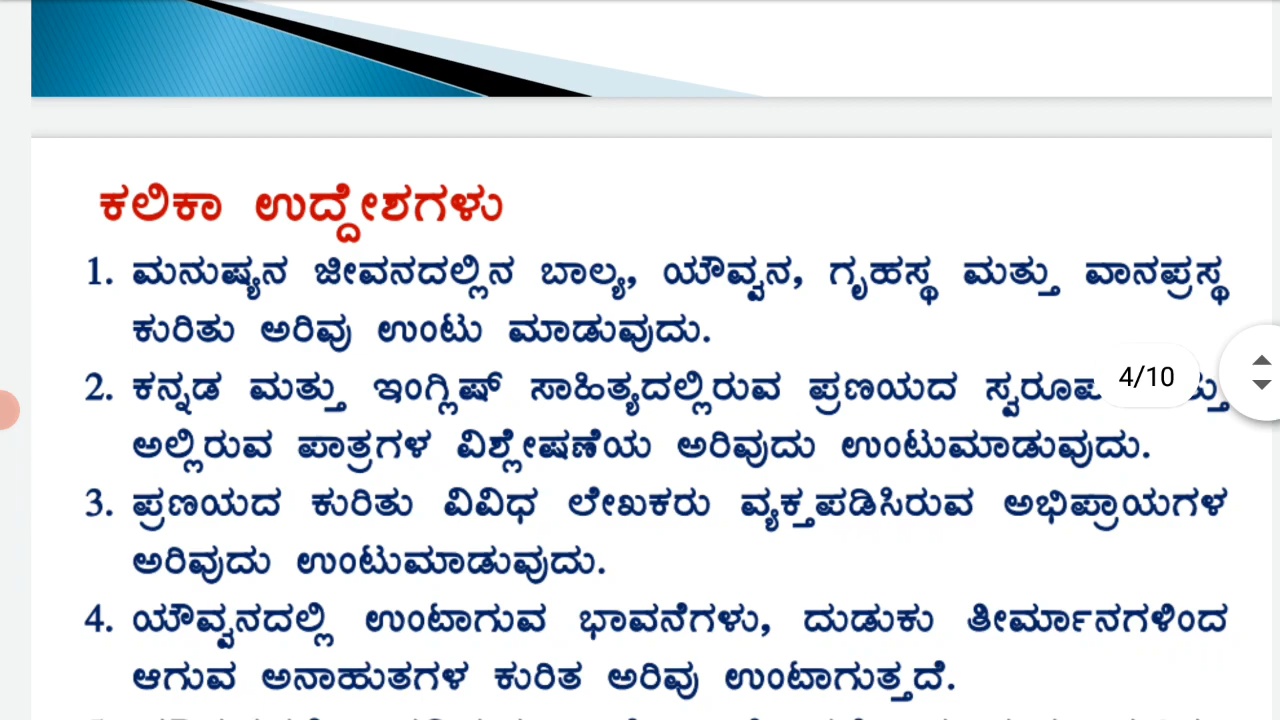 ಕಲಿಕಾ ಉದ್ದೇಶಗಳು
1. ಮನುಷ್ಯನ ಜೀವನದಲ್ಲಿನ ಬಾಲ್ಯ, ಯೌವ್ವನ, ಗೃಹಸ್ಥ ಮತ್ತು ವಾನಪ್ರಸ್ಥ
ಕುರಿತು ಅರಿವು ಉಂಟು ಮಾಡುವುದು.
2. ಕನ್ನಡ ಮತ್ತು ಇಂಗ್ಲಿಷ್ ಸಾಹಿತ್ಯದಲ್ಲಿರುವ ಪ್ರಣಯದ
4/10
ಅಲ್ಲಿರುವ ಪಾತ್ರಗಳ ವಿಶ್ಲೇಷಣೆಯ ಅರಿವುದು ಉಂಟುಮಾಡುವುದು.
3. ಪ್ರಣಯದ ಕುರಿತು ವಿವಿಧ ಲೇಖಕರು ವ್ಯಕ್ತಪಡಿಸಿರುವ ಅಭಿಪ್ರಾಯಗಳ
ಅರಿವುದು ಉಂಟುಮಾಡುವುದು.
4. ಯೌವ್ವನದಲ್ಲಿ ಉಂಟಾಗುವ ಭಾವನೆಗಳು, ದುಡುಕು ತೀರ್ಮಾನಗಳಿಂದ
ಆಗುವ ಅನಾಹುತಗಳ ಕುರಿತ ಅರಿವು ಉಂಟಾಗುತ್ತದೆ.